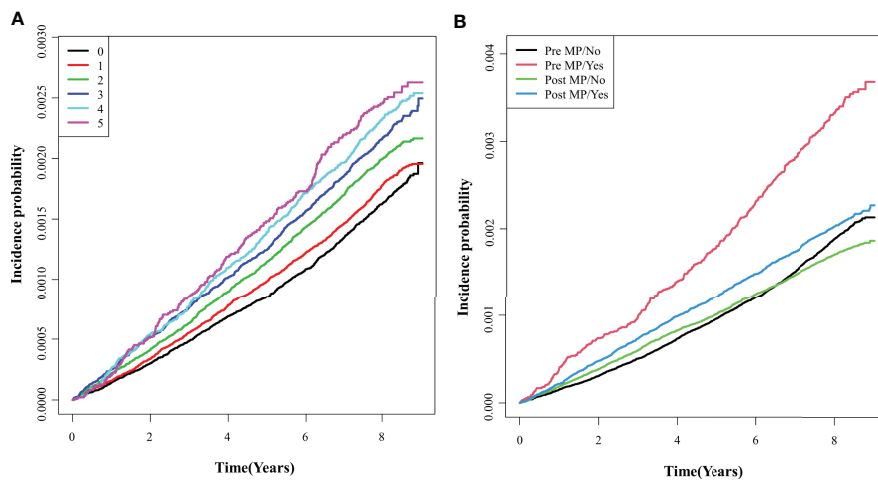 A
0
1
2
3
4
5
0.0030
0.0025
0.0020
0.0015
0.0010
0.0005
0.0000
Incidence probability
0 2 4 6 8
Time(Years)
B
Pre MP/No
Pre MP/Yes
Post MP/No
Post MP/Yes
0.004
0.003
0.002
0.001
0.000
Incidence probability
0 2 4 6 8
Time(Years)